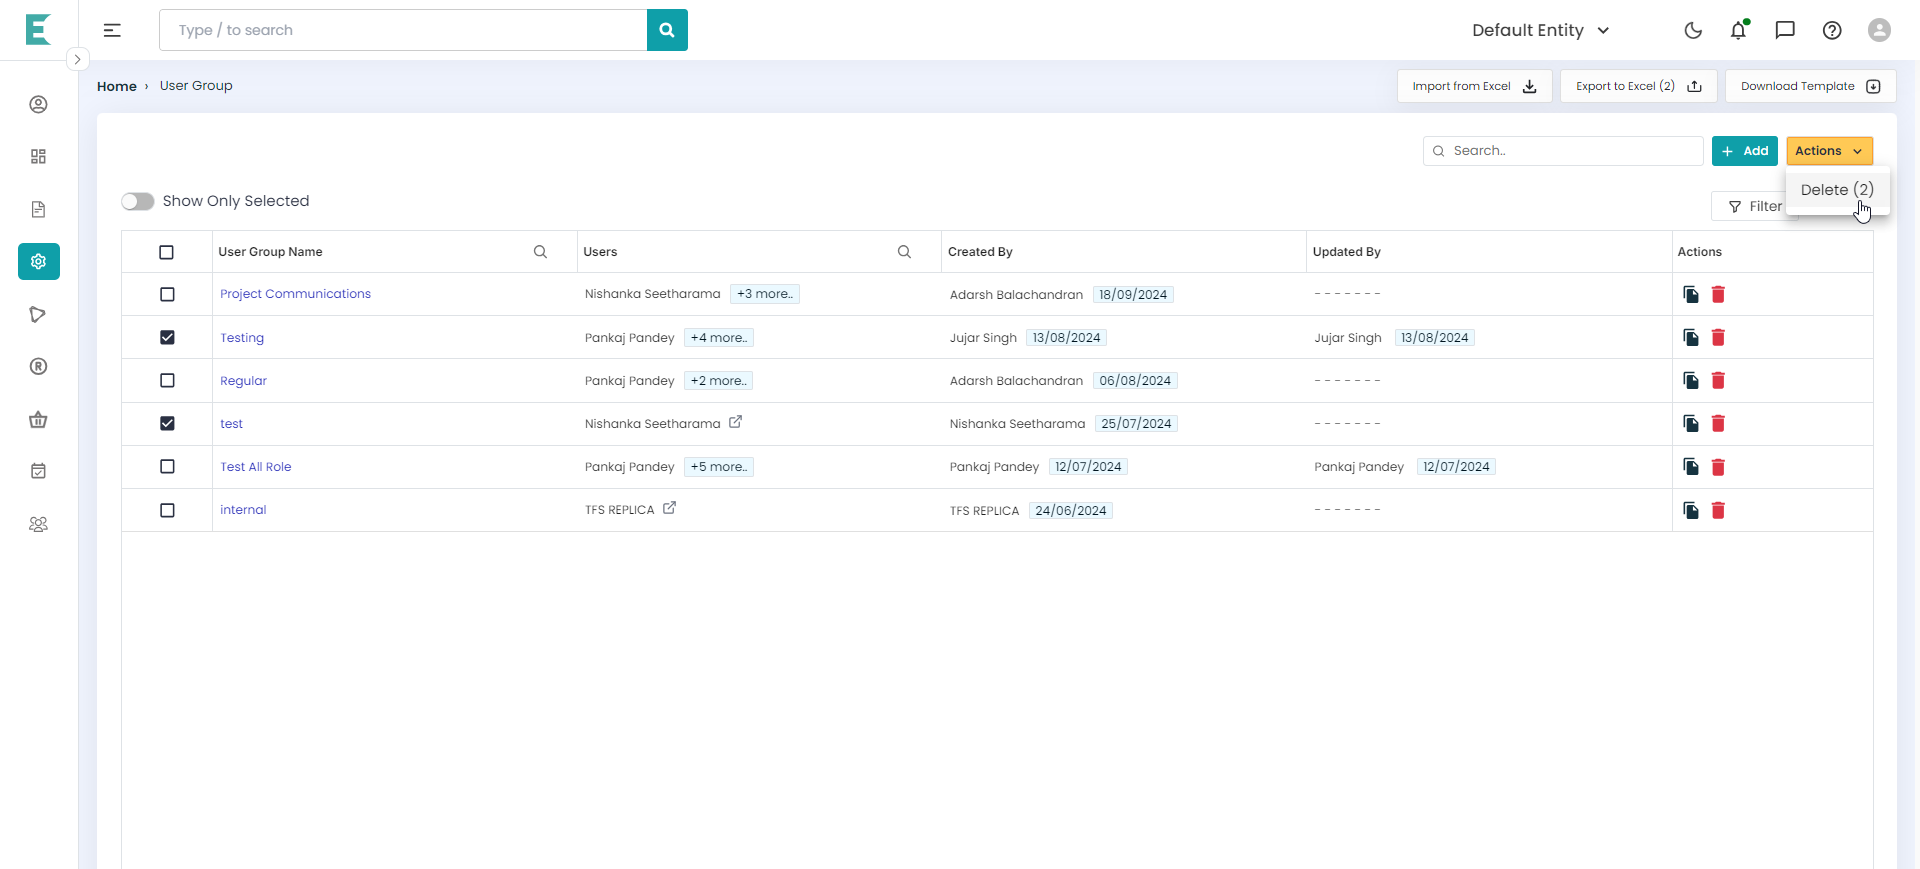 Type / to search
Default Entity
Home › User Group
Import from Excel
Export to Excel (2)
Download Template
Search..
+ Add
Actions
Delete (2)
Show Only Selected
Filter
User Group Name Users Created By Updated By Actions
Project Communications Nishanka Seetharama +3 more.. Adarsh Balachandran 18/09/2024 - - - - - - -
Testing Pankaj Pandey +4 more.. Jujar Singh 13/08/2024 Jujar Singh 13/08/2024
Regular Pankaj Pandey +2 more.. Adarsh Balachandran 06/08/2024 - - - - - - -
test Nishanka Seetharama Nishanka Seetharama 25/07/2024 - - - - - - -
Test All Role Pankaj Pandey +5 more.. Pankaj Pandey 12/07/2024 Pankaj Pandey 12/07/2024
internal TFS REPLICA TFS REPLICA 24/06/2024 - - - - - - -